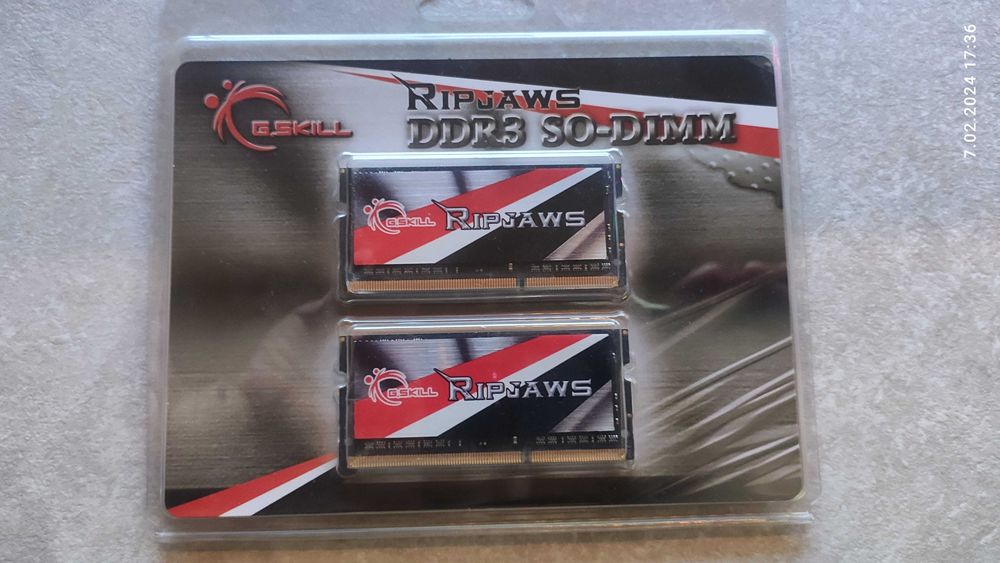 G.SKILL
RIPJAWS
DDR3 SO-DIMM
G.SKILL RIPJAWS
G.SKILL RIPJAWS
7.02.2024 17:36